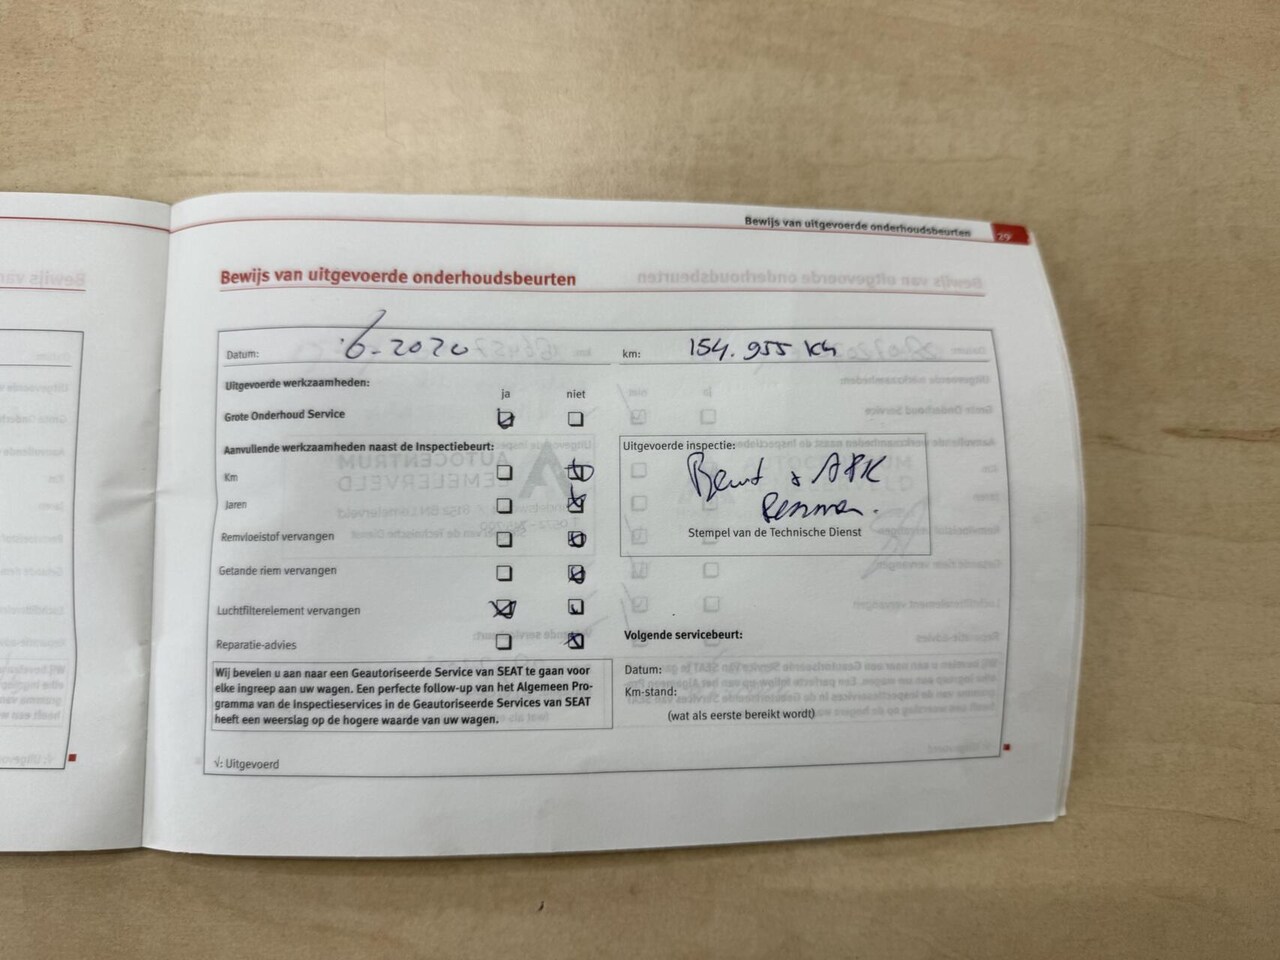 Bewijs van uitgevoerde onderhoudsbeurten
29
Bewijs van uitgevoerde onderhoudsbeurten
Datum: 6-2020
km: 154.955 km
Uitgevoerde werkzaamheden:
ja niet
Grote Onderhoud Service
Aanvullende werkzaamheden naast de Inspectiebeurt:
Km
Jaren
Remvloeistof vervangen
Getande riem vervangen
Luchtfilterelement vervangen
Reparatie-advies
Uitgevoerde inspectie:
Beurt + APK
Stempel van de Technische Dienst
Volgende servicebeurt:
Datum:
Km-stand:
(wat als eerste bereikt wordt)
Wij bevelen u aan naar een Geautoriseerde Service van SEAT te gaan voor
elke ingreep aan uw wagen. Een perfecte follow-up van het Algemeen Pro-
gramma van de Inspectieservices in de Geautoriseerde Services van SEAT
heeft een weerslag op de hogere waarde van uw wagen.
√: Uitgevoerd